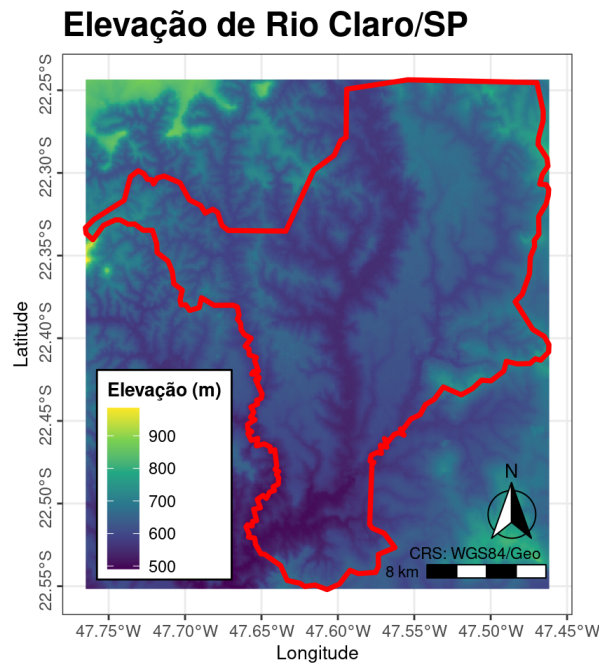 Elevação de Rio Claro/SP
22.25°S
22.30°S
22.35°S
22.40°S
22.45°S
22.50°S
22.55°S
Latitude
Elevação (m)
900
800
700
600
500
N
CRS: WGS84/Geo
8 km
47.75°W 47.70°W 47.65°W 47.60°W 47.55°W 47.50°W 47.45°W
Longitude